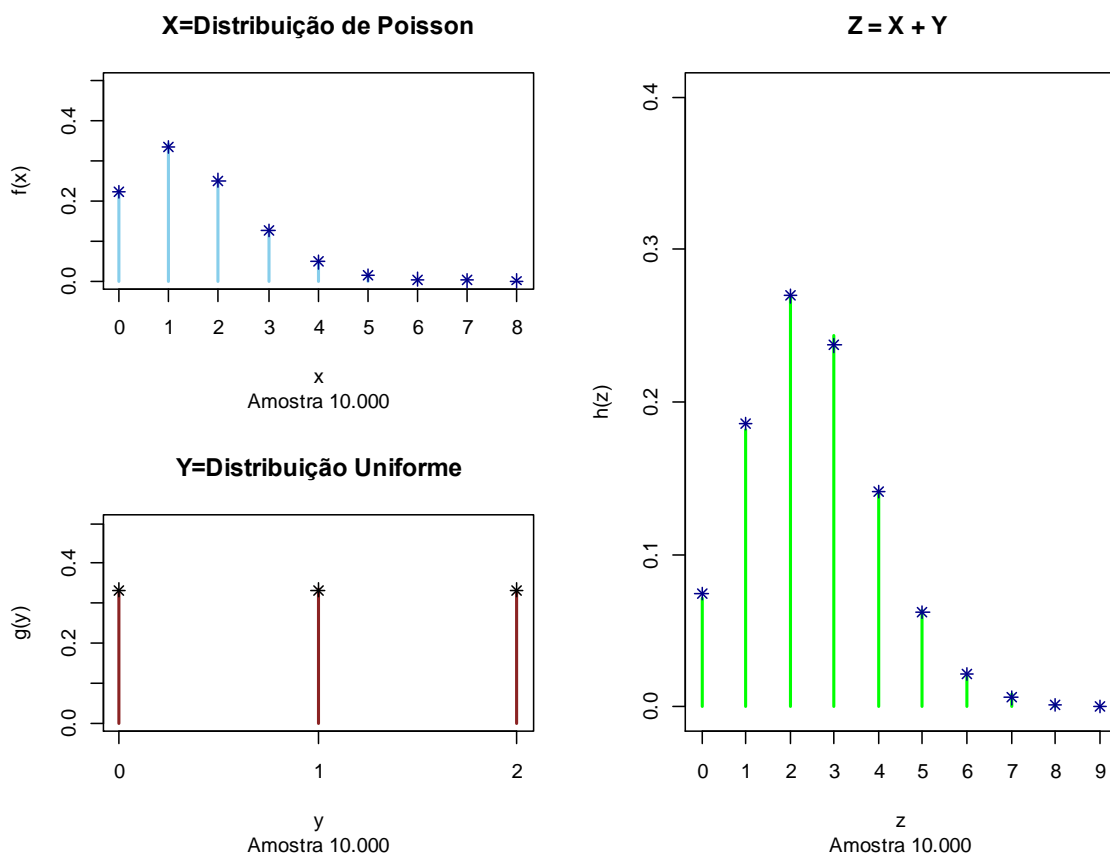 X=Distribuição de Poisson
f(x)
0.0 0.2 0.4
0 1 2 3 4 5 6 7 8
x
Amostra 10.000
Y=Distribuição Uniforme
g(y)
0.0 0.2 0.4
0 1 2
y
Amostra 10.000
Z = X + Y
h(z)
0.0 0.1 0.2 0.3 0.4
0 1 2 3 4 5 6 7 8 9
z
Amostra 10.000